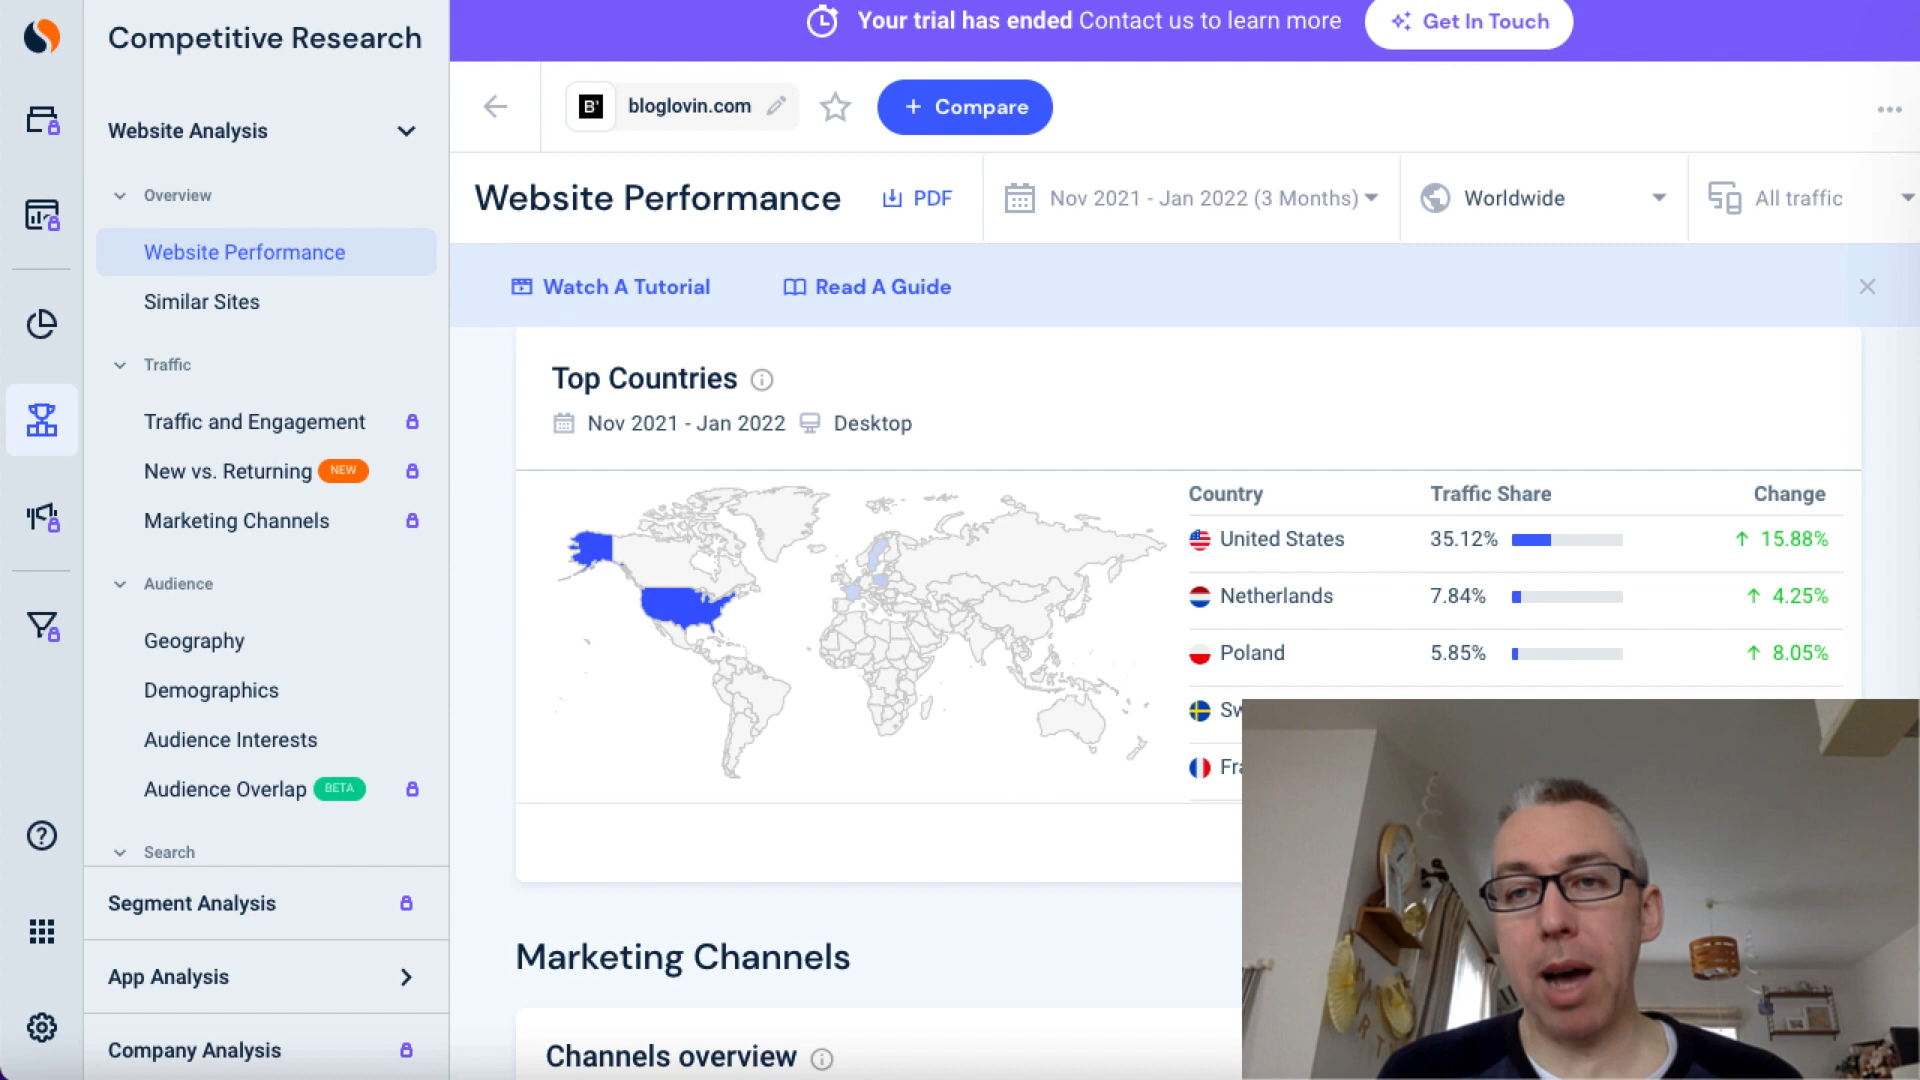 Competitive Research
Your trial has ended Contact us to learn more
Get In Touch
Website Analysis
B'
bloglovin.com
+ Compare
Overview
Website Performance
Similar Sites
Website Performance
PDF
Nov 2021 - Jan 2022 (3 Months)
Worldwide
All traffic
Watch A Tutorial
Read A Guide
Traffic
Traffic and Engagement
New vs. Returning NEW
Marketing Channels
Audience
Geography
Demographics
Audience Interests
Audience Overlap BETA
Search
Segment Analysis
App Analysis
Company Analysis
Top Countries
Nov 2021 - Jan 2022 Desktop
Country Traffic Share Change
United States 35.12% 15.88%
Netherlands 7.84% 4.25%
Poland 5.85% 8.05%
Marketing Channels
Channels overview